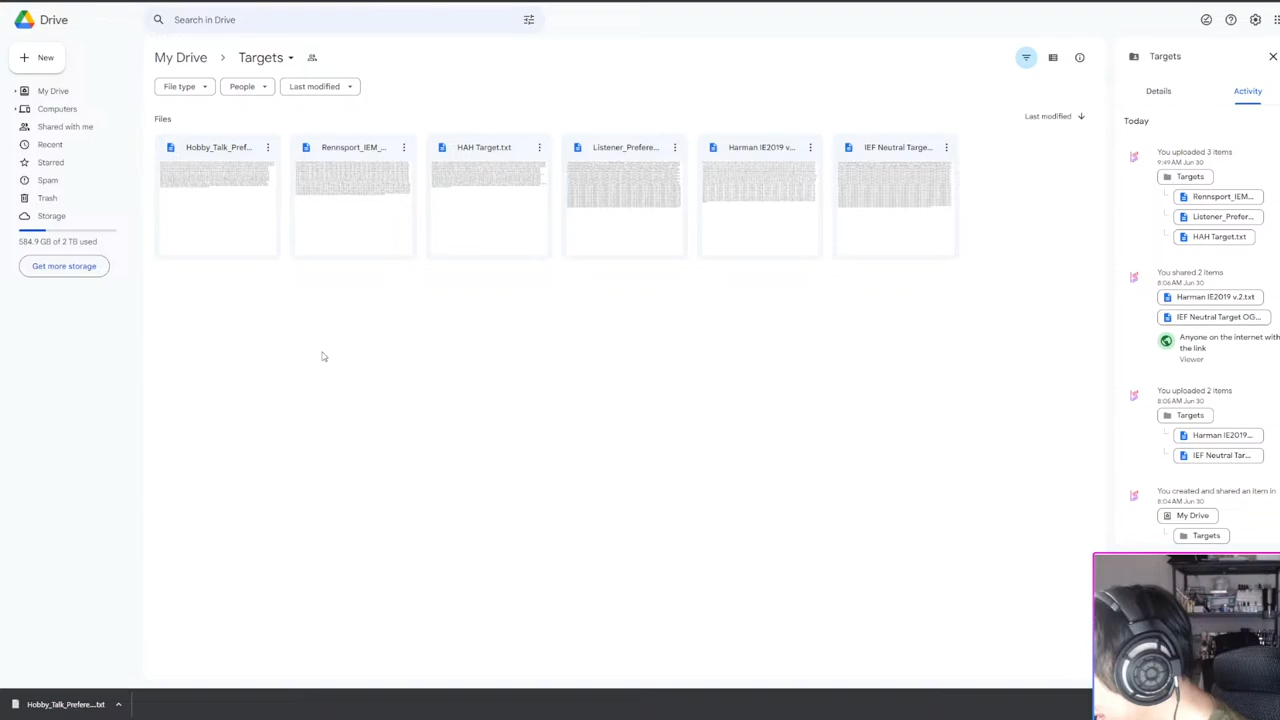 Drive
Search in Drive
New
My Drive
Computers
Shared with me
Recent
Starred
Spam
Trash
Storage
584.9 GB of 2 TB used
Get more storage
My Drive > Targets
File type
People
Last modified
Files
Last modified
Hobby_Talk_Pref...
Rennsport_IEM_...
HAH Target.txt
Listener_Prefere...
Harman IE2019 v...
IEF Neutral Targe...
Targets
Details
Activity
Today
You uploaded 3 items
9:49 AM Jun 30
Targets
Rennsport_IEM...
Listener_Prefer...
HAH Target.txt
You shared 2 items
8:06 AM Jun 30
Harman IE2019 v.2.txt
IEF Neutral Target OG...
Anyone on the internet with
the link
Viewer
You uploaded 2 items
8:05 AM Jun 30
Targets
Harman IE2019...
IEF Neutral Tar...
You created and shared an item in
8:04 AM Jun 30
My Drive
Targets
Hobby_Talk_Prefere....txt